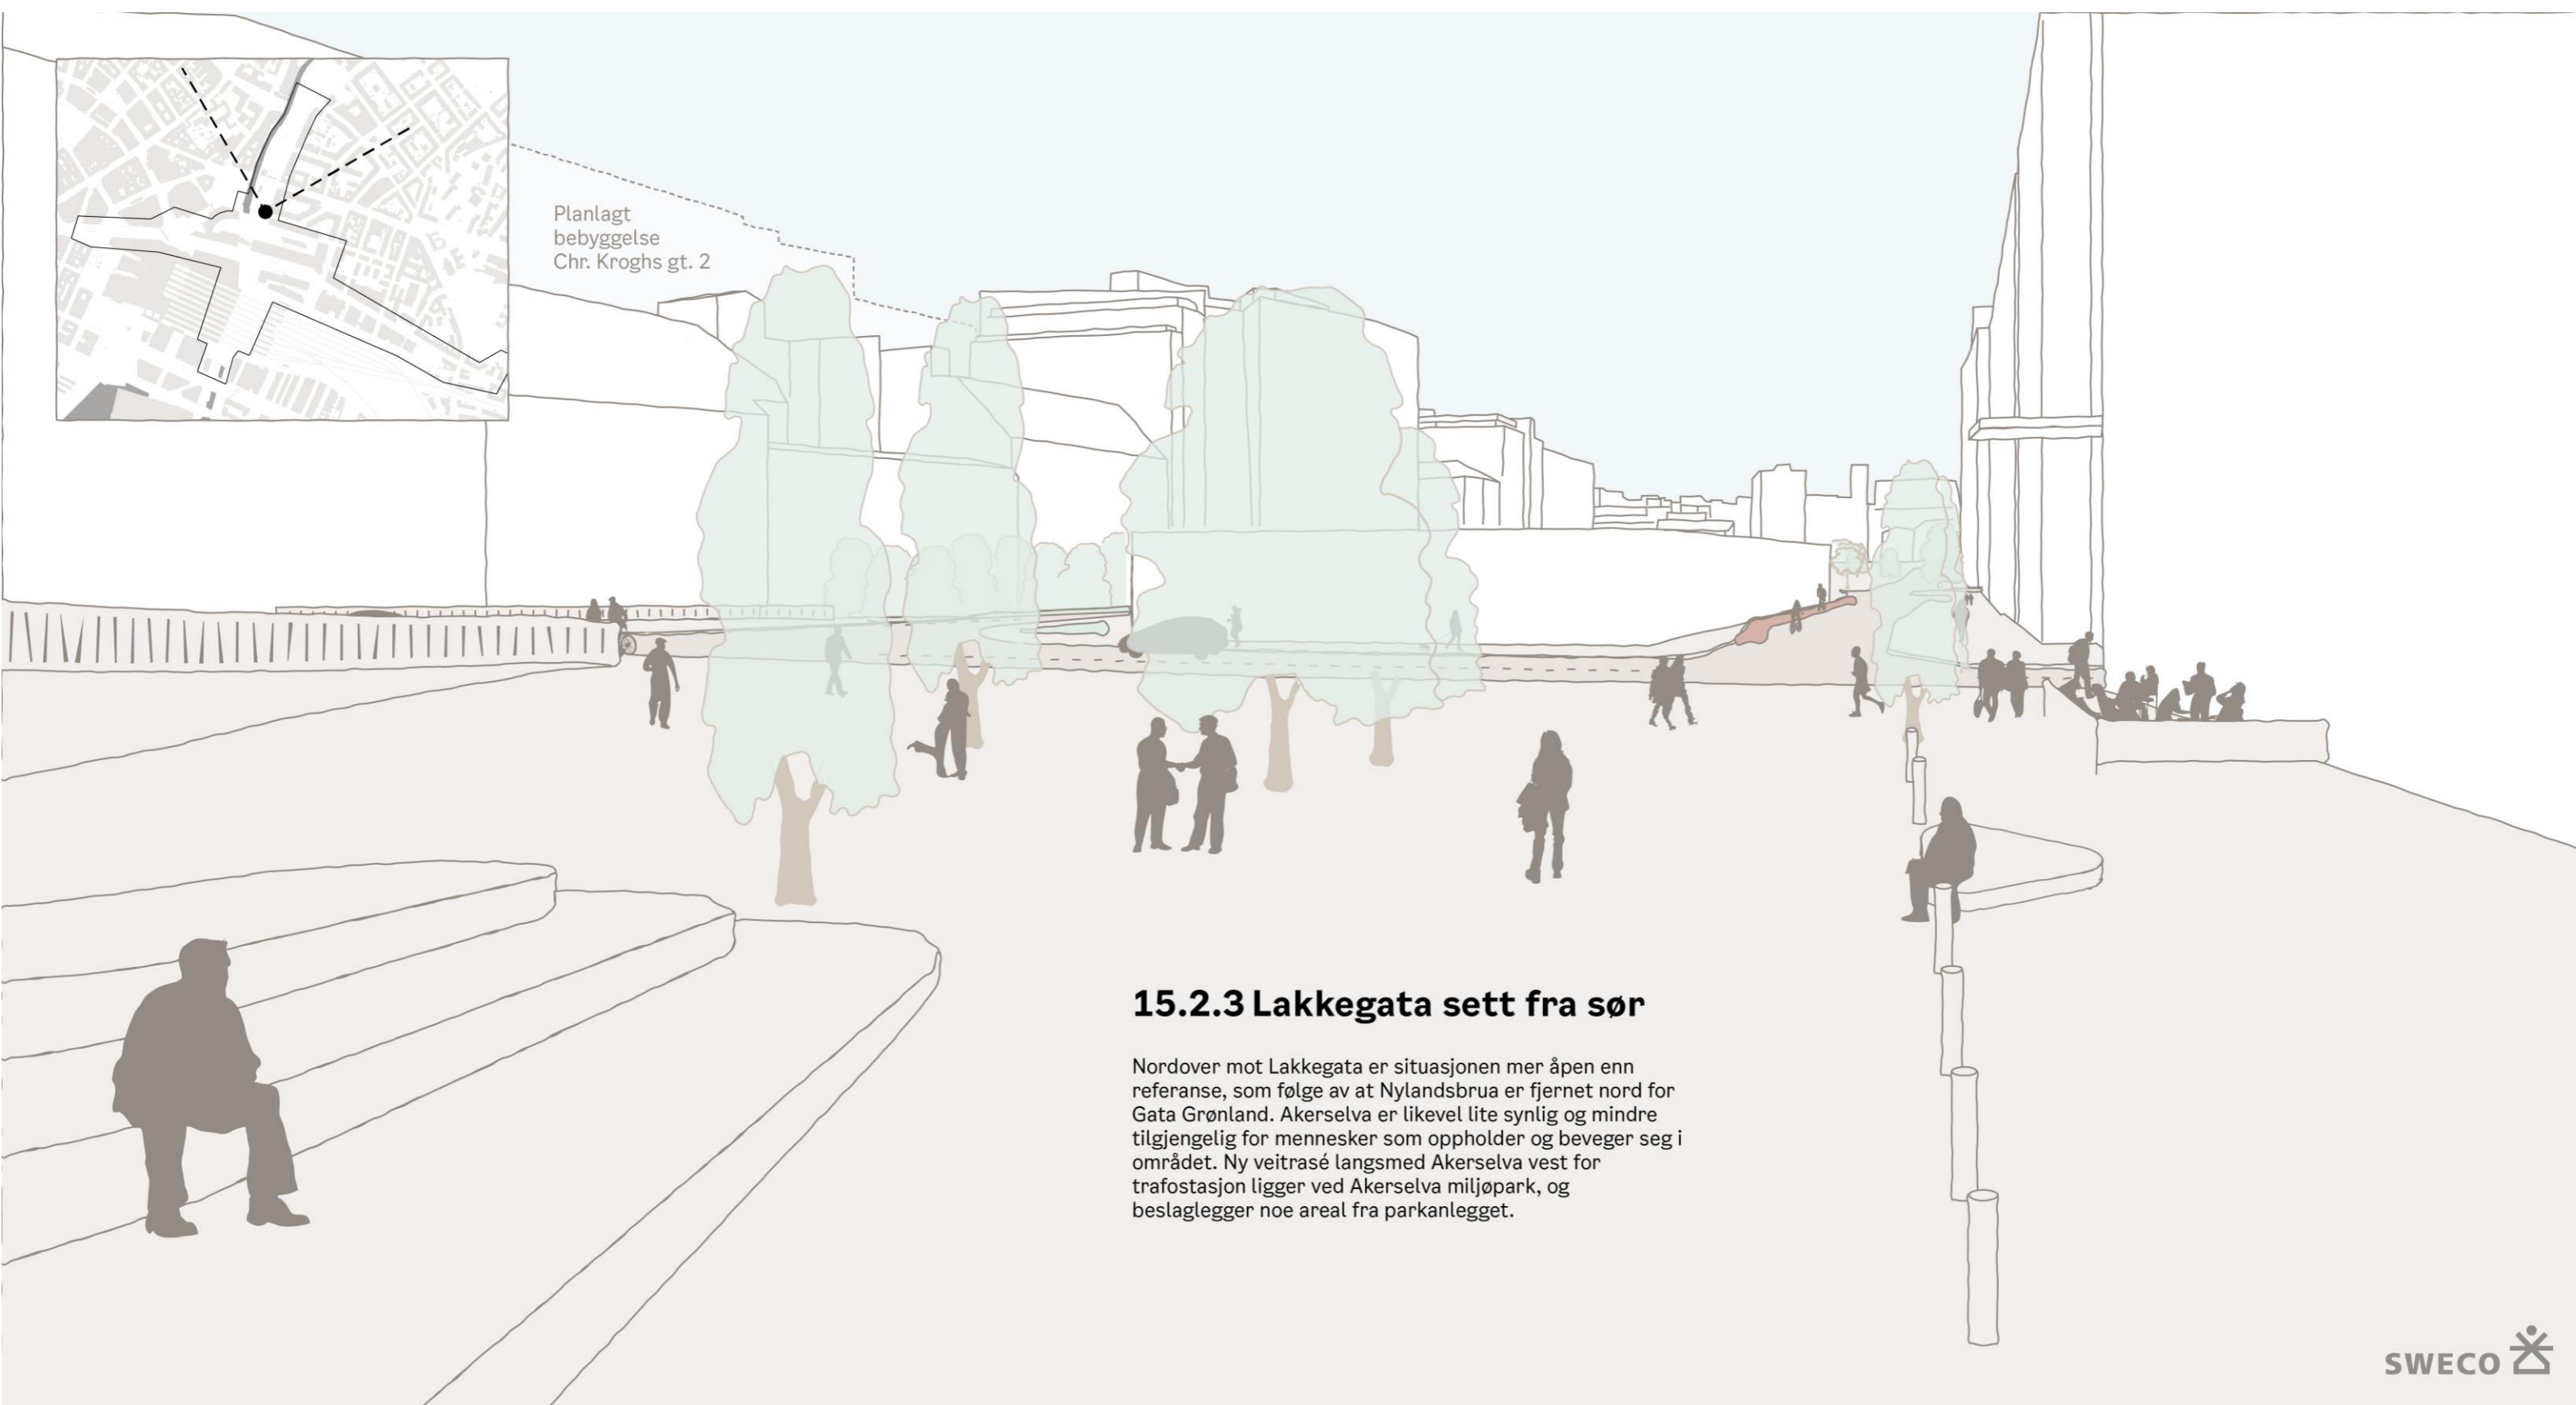 Planlagt
bebyggelse
Chr. Kroghs gt. 2
15.2.3 Lakkegata sett fra sør
Nordover mot Lakkegata er situasjonen mer åpen enn
referanse, som følge av at Nylandsbrua er fjernet nord for
Gata Grønland. Akerselva er likevel lite synlig og mindre
tilgjengelig for mennesker som oppholder og beveger seg i
området. Ny veitrasé langsmed Akerselva vest for
trafostasjon ligger ved Akerselva miljøpark, og
beslaglegger noe areal fra parkanlegget.
SWECO